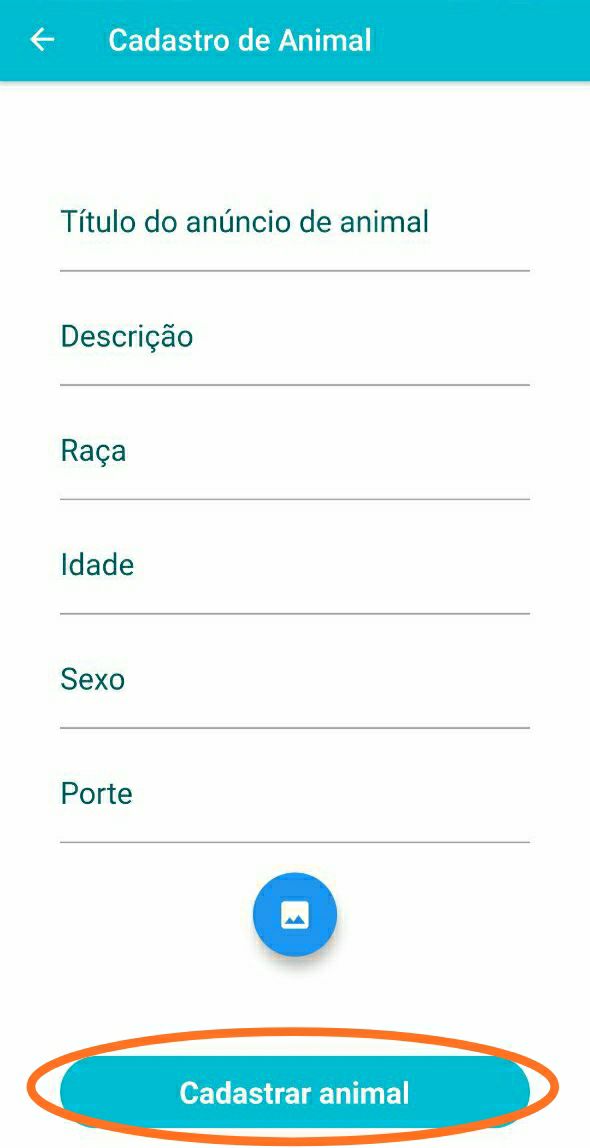 Cadastro de Animal
Título do anúncio de animal
Descrição
Raça
Idade
Sexo
Porte
Cadastrar animal